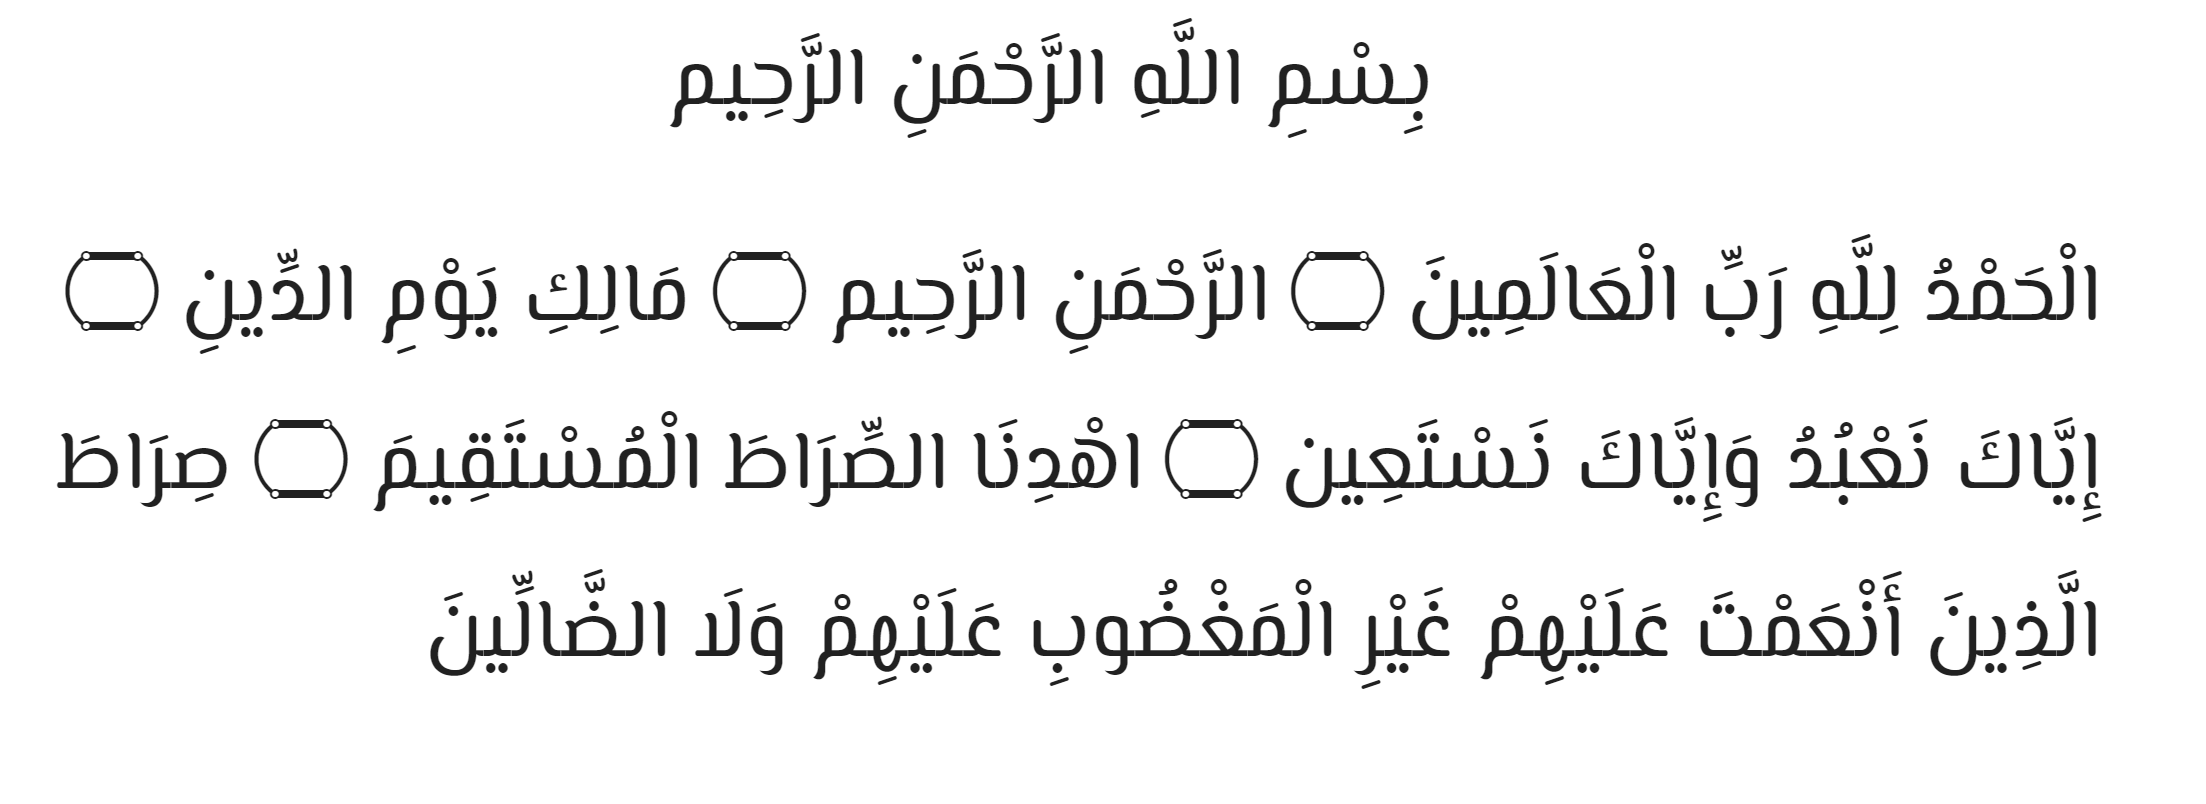 بِسْمِ اللَّهِ الرَّحْمَنِ الرَّحِيم
الْحَمْدُ لِلَّهِ رَبِّ الْعَالَمِينَ ۝ الرَّحْمَنِ الرَّحِيم ۝ مَالِكِ يَوْمِ الدِّينِ ۝
إِيَّاكَ نَعْبُدُ وَإِيَّاكَ نَسْتَعِين ۝ اهْدِنَا الصِّرَاطَ الْمُسْتَقِيمَ ۝ صِرَاطَ
الَّذِينَ أَنْعَمْتَ عَلَيْهِمْ غَيْرِ الْمَغْضُوبِ عَلَيْهِمْ وَلَا الضَّالِّينَ